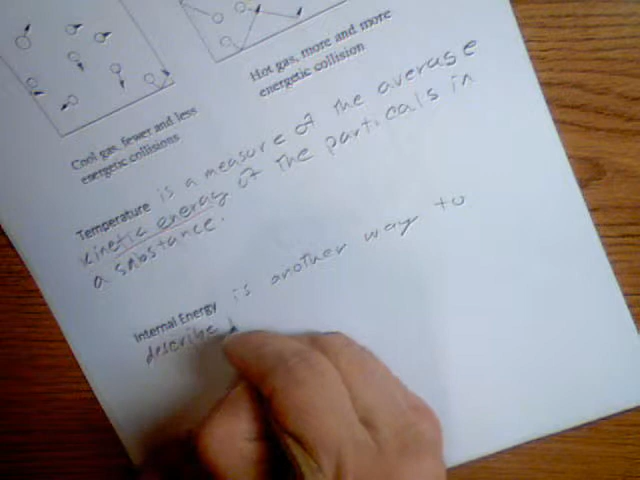 Hot gas, more and more
energetic collision
Cool gas, fewer and less
energetic collisions
Temperature is a measure of the average
kinetic energy of the particals in
a substance.
Internal Energy is another way to
describe